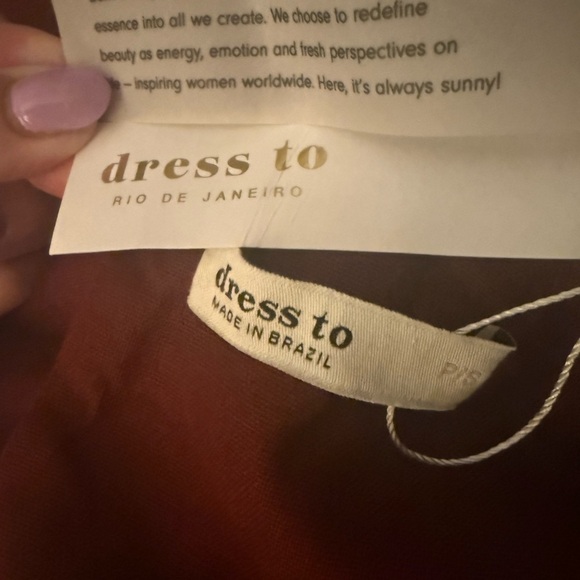 essence into all we create. We choose to redefine
beauty as energy, emotion and fresh perspectives on
– inspiring women worldwide. Here, it's always sunny!
dress to
RIO DE JANEIRO
dress to
MADE IN BRAZIL
P/S